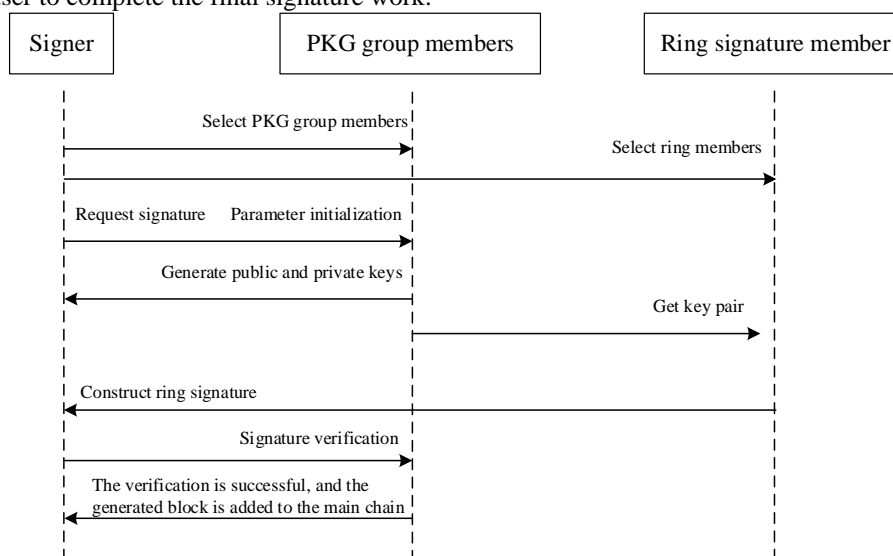 user to complete the final signature work.
Signer
PKG group members
Ring signature member
Select PKG group members
Select ring members
Request signature Parameter initialization
Generate public and private keys
Get key pair
Construct ring signature
Signature verification
The verification is successful, and the
generated block is added to the main chain